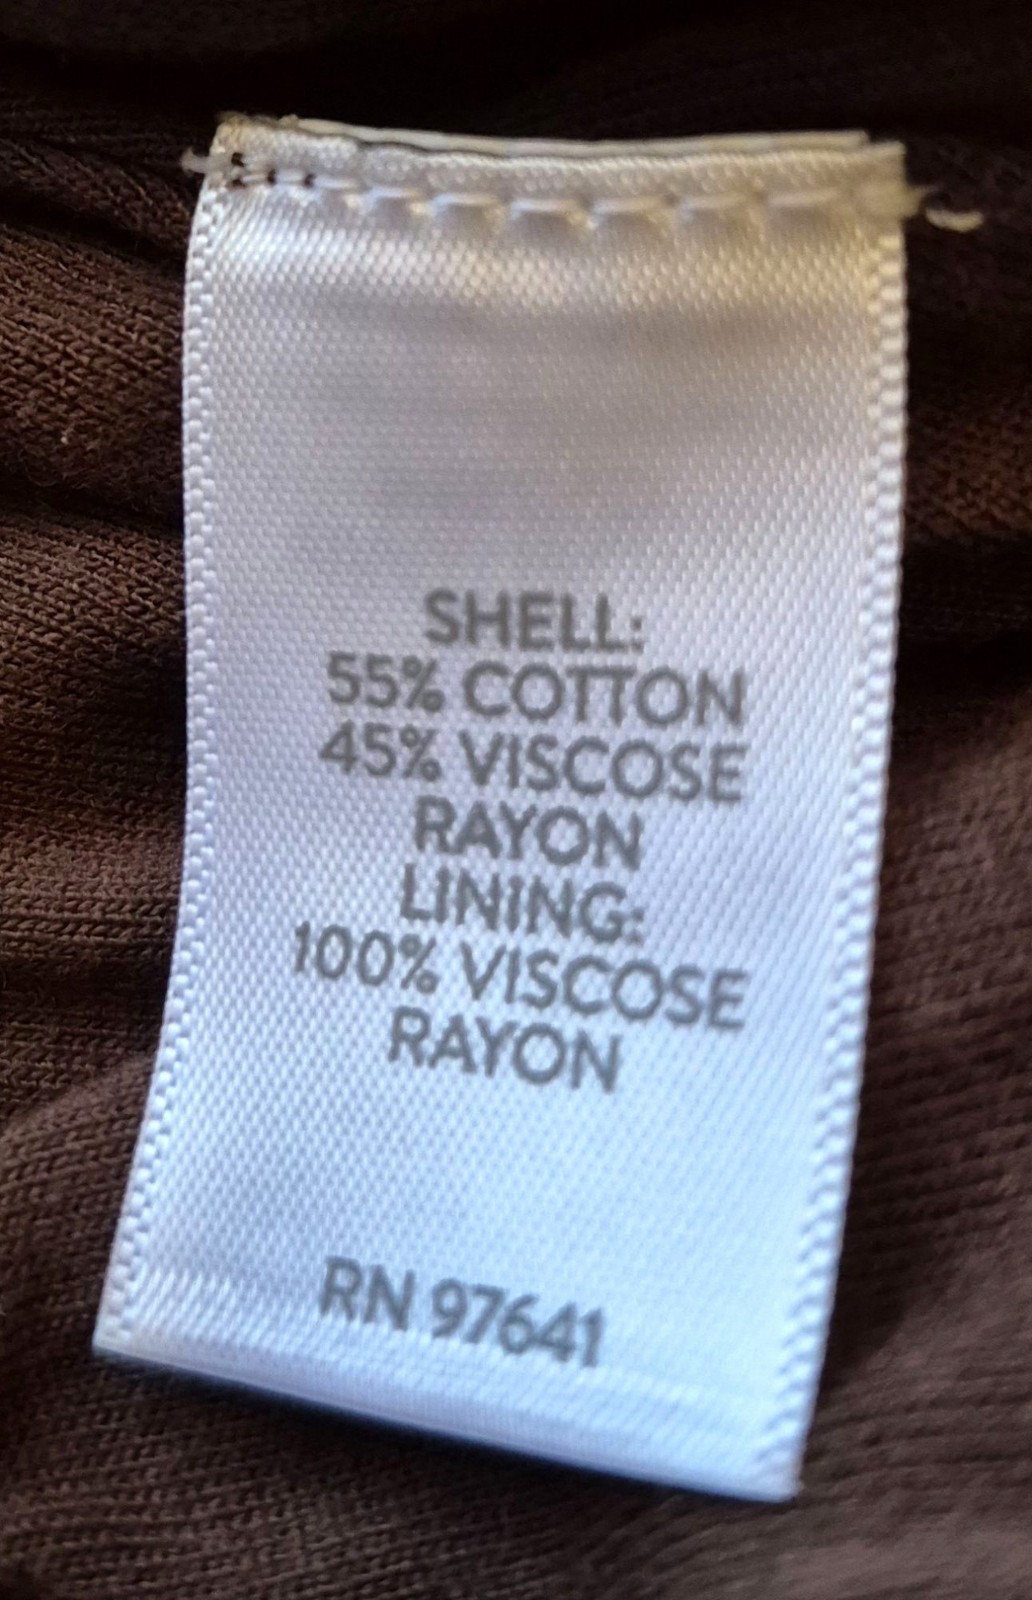 SHELL:
55% COTTON
45% VISCOSE
RAYON
LINING:
100% VISCOSE
RAYON
RN 97641